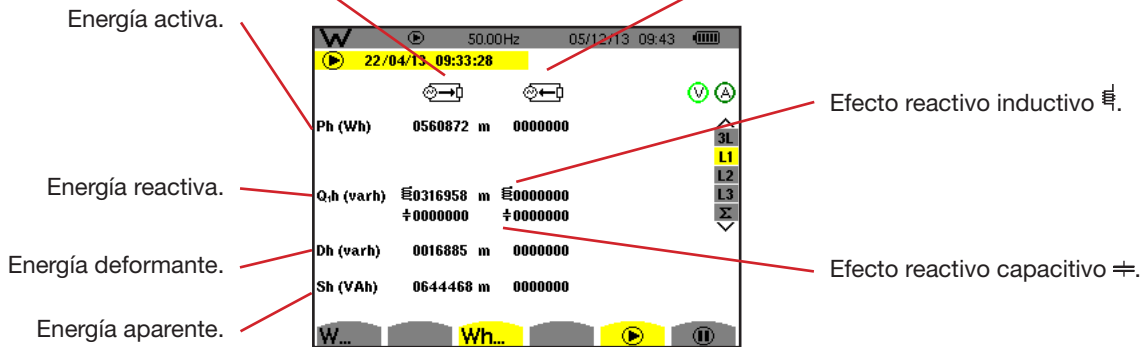 Energía activa.
W 50.00Hz 05/12/13 09:43
22/04/13 09:33:28
V A
Ph (Wh) 0560872 m 0000000
Efecto reactivo inductivo.
3L
L1
L2
L3
Σ
Energía reactiva.
Q₁h (varh) 0316958 m 0000000
0000000 0000000
Energía deformante.
Dh (varh) 0016885 m 0000000
Efecto reactivo capacitivo.
Sh (VAh) 0644468 m 0000000
Energía aparente.
W... Wh...